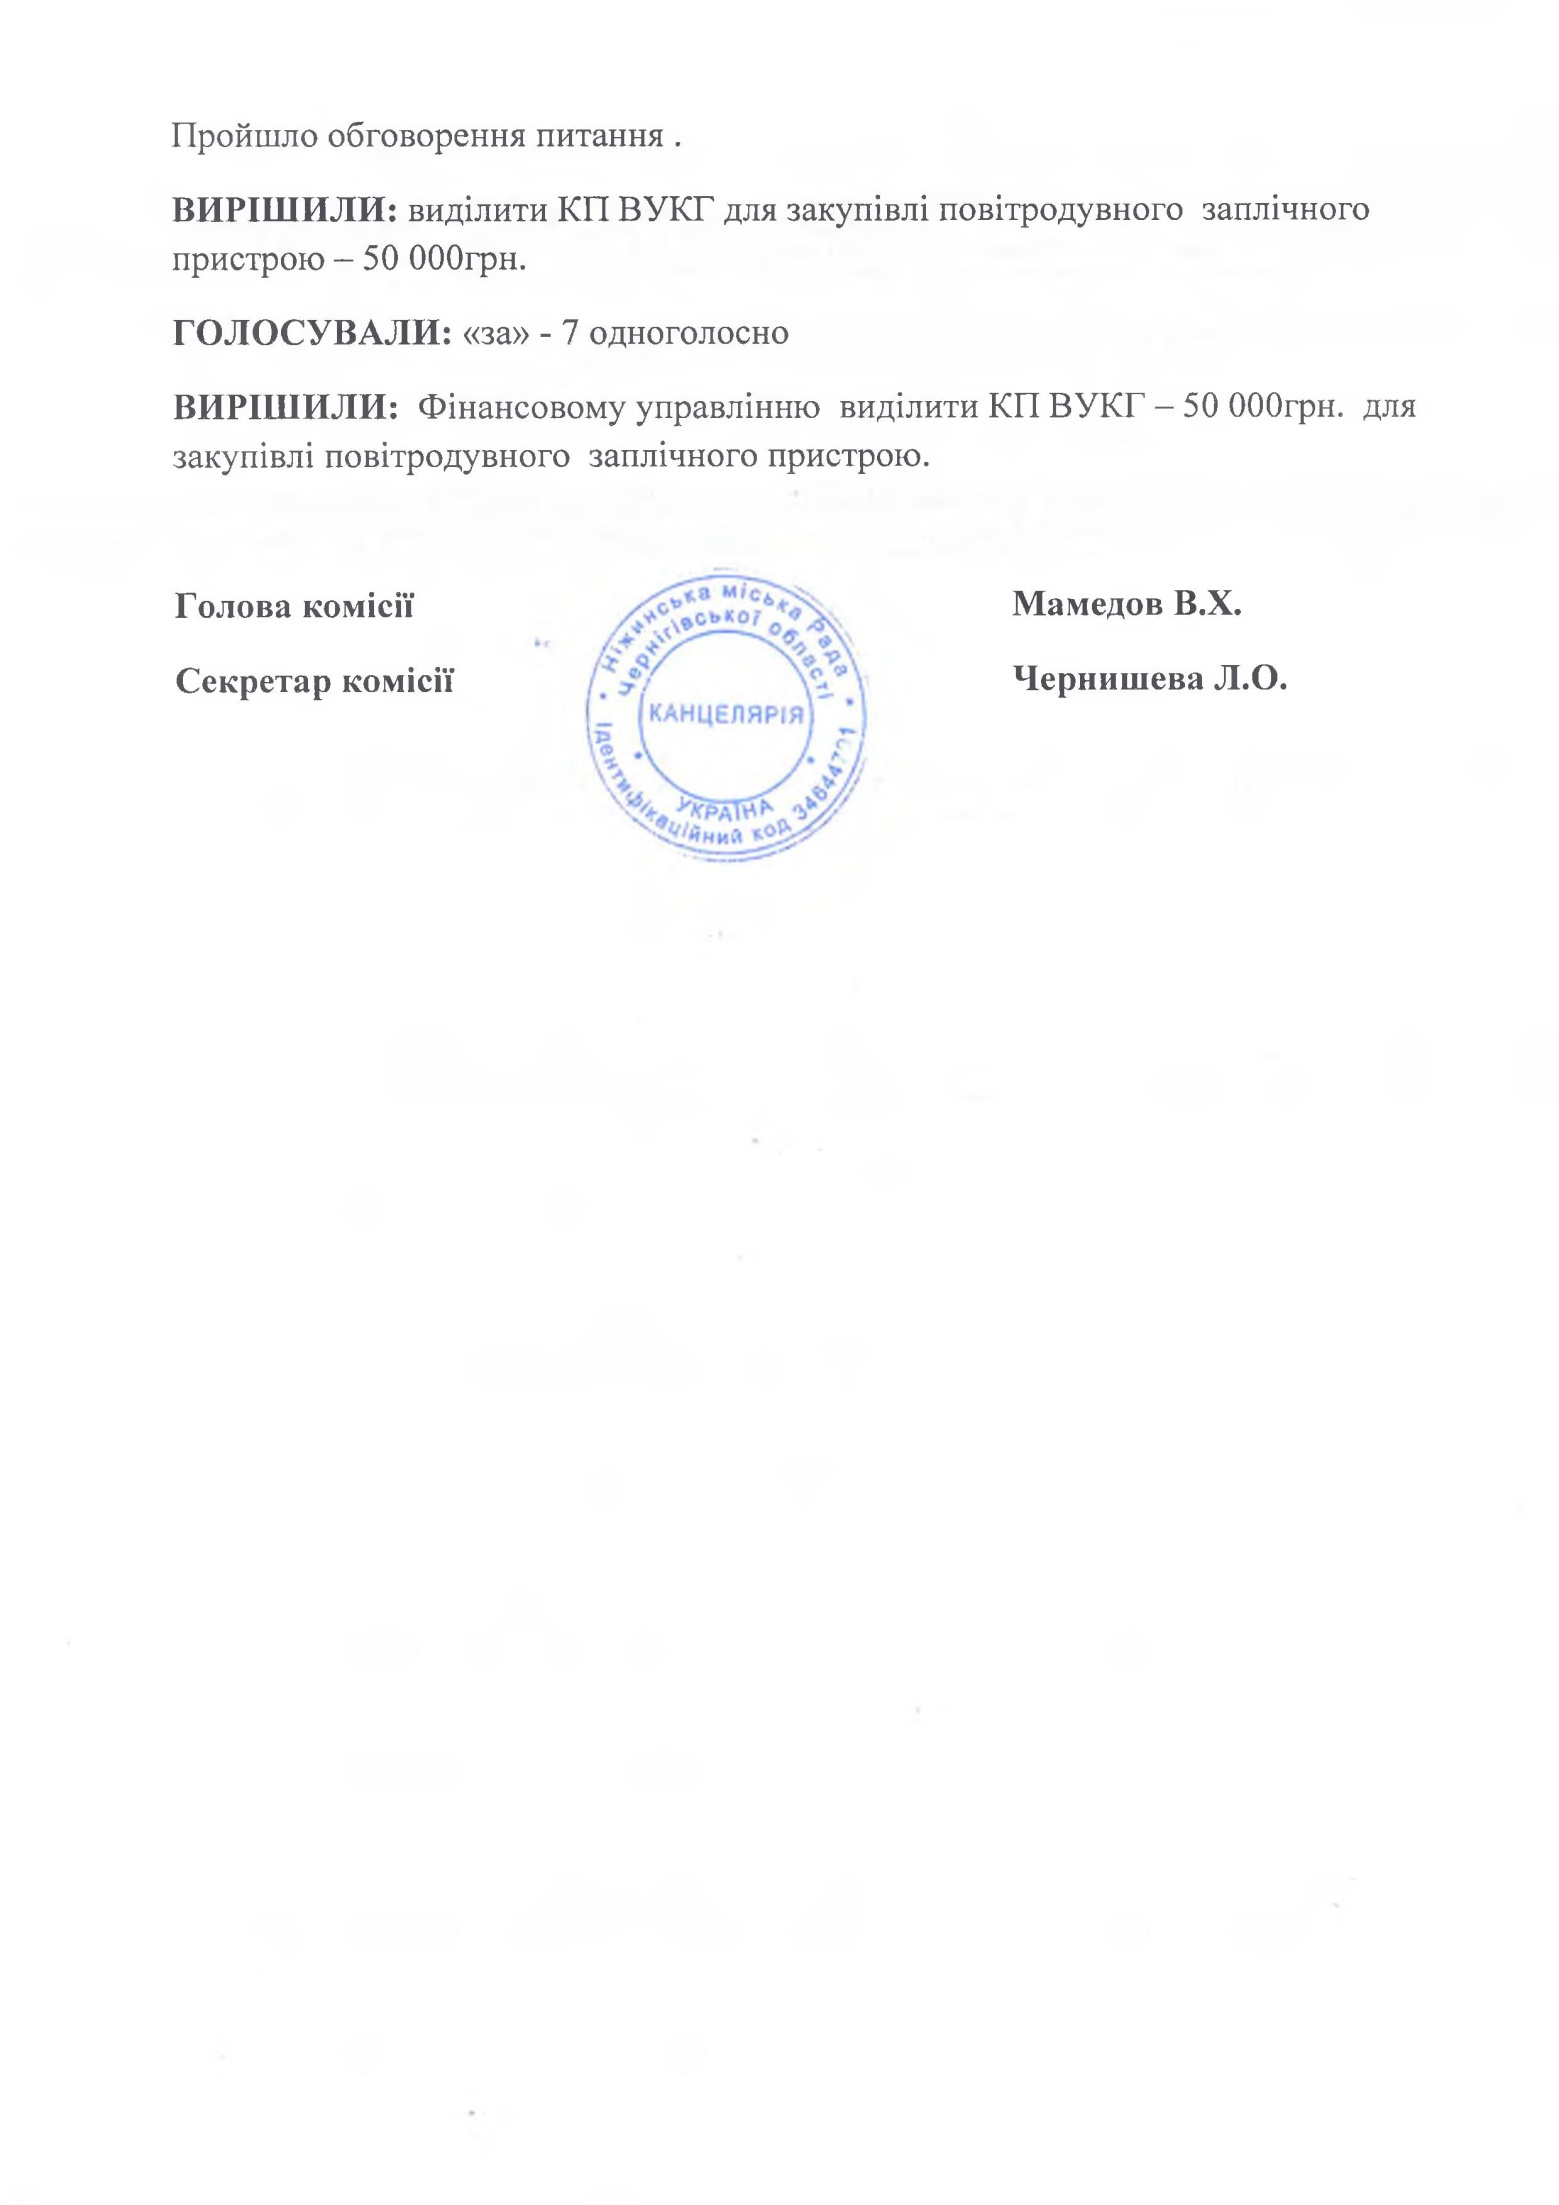 Пройшло обговорення питання .
ВИРІШИЛИ: виділити КП ВУКГ для закупівлі повітродувного заплічного
пристрою – 50 000грн.
ГОЛОСУВАЛИ: «за» - 7 одноголосно
ВИРІШИЛИ: Фінансовому управлінню виділити КП ВУКГ – 50 000грн. для
закупівлі повітродувного заплічного пристрою.
Голова комісії Мамедов В.Х.
Секретар комісії Чернишева Л.О.
* Ніжинська міська Рада *
Чернігівської області
КАНЦЕЛЯРІЯ
* УКРАЇНА *
Ідентифікаційний код